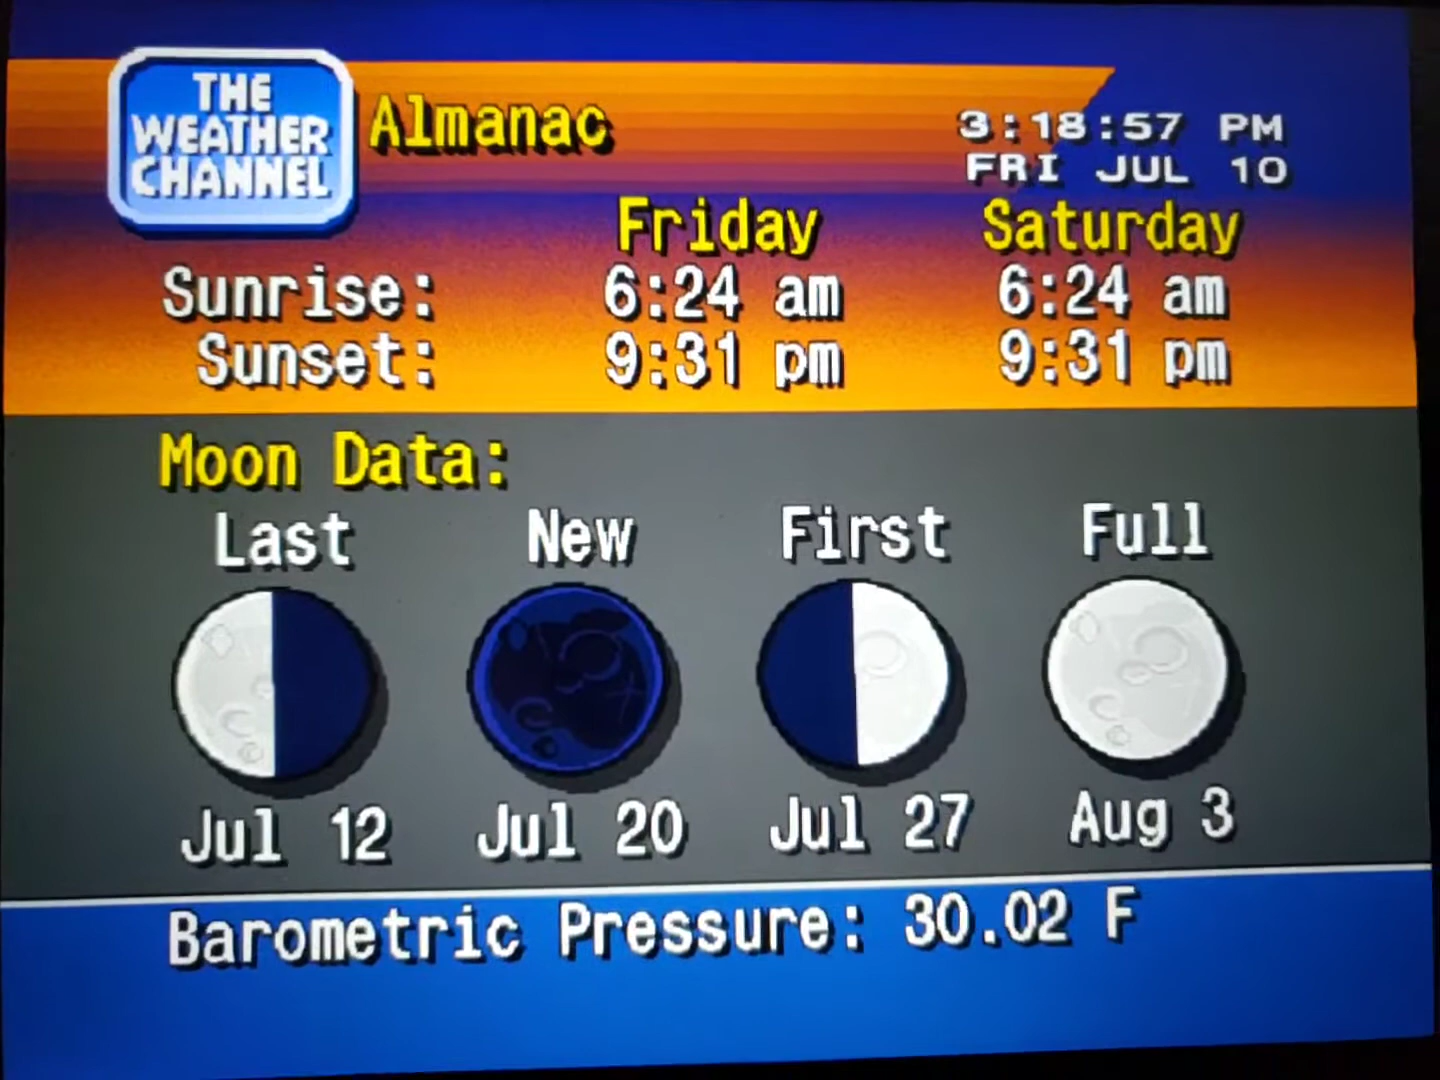 THE
WEATHER
CHANNEL
Almanac
3:18:57 PM
FRI JUL 10
Friday Saturday
Sunrise: 6:24 am 6:24 am
Sunset: 9:31 pm 9:31 pm
Moon Data:
Last New First Full
Jul 12 Jul 20 Jul 27 Aug 3
Barometric Pressure: 30.02 F